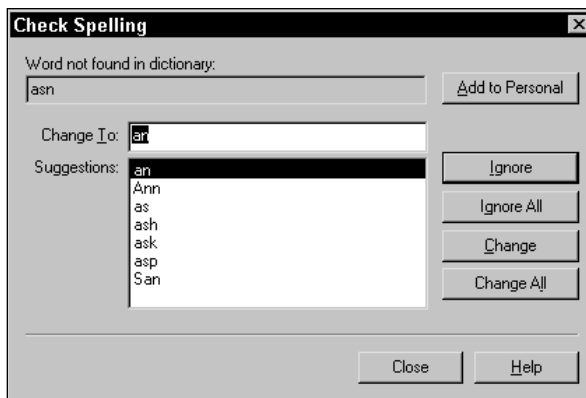 Check Spelling
Word not found in dictionary:
asn
Add to Personal
Change To: an
Suggestions:
an
Ann
as
ash
ask
asp
San
Ignore
Ignore All
Change
Change All
Close
Help